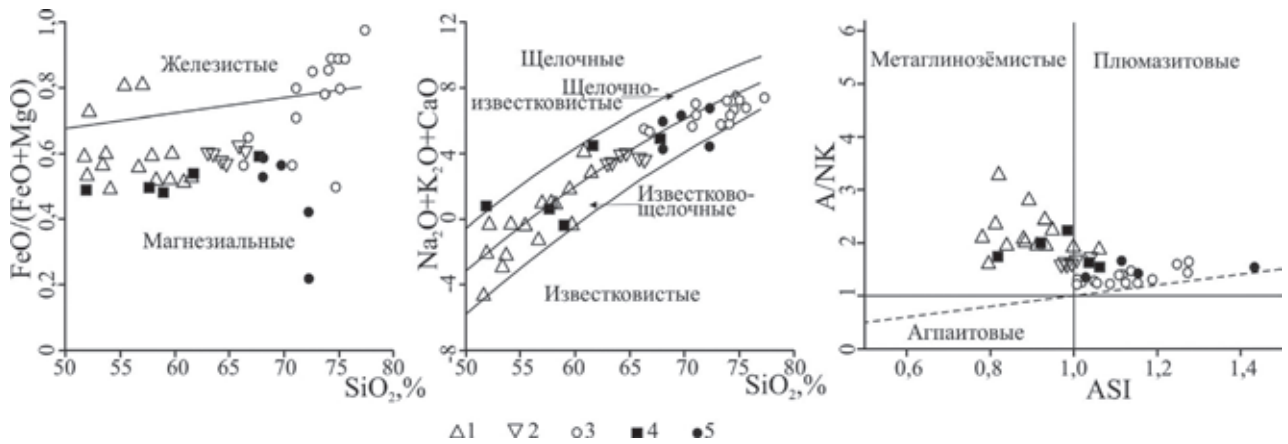 FeO/(FeO+MgO)
1,0
0,8
0,6
0,4
0,2
0
Железистые
Магнезиальные
50 55 60 65 70 75 80
SiO₂,%
Na₂O+K₂O+CaO
12
8
4
0
-4
-8
Щелочные
Щелочно-
известковистые
Известково-
щелочные
Известковистые
50 55 60 65 70 75 80
SiO₂,%
A/NK
6
5
4
3
2
1
0
Метаглинозёмистые
Плюмазитовые
Агпаитовые
0,6 0,8 1,0 1,2 1,4
ASI
1 2 3 4 5